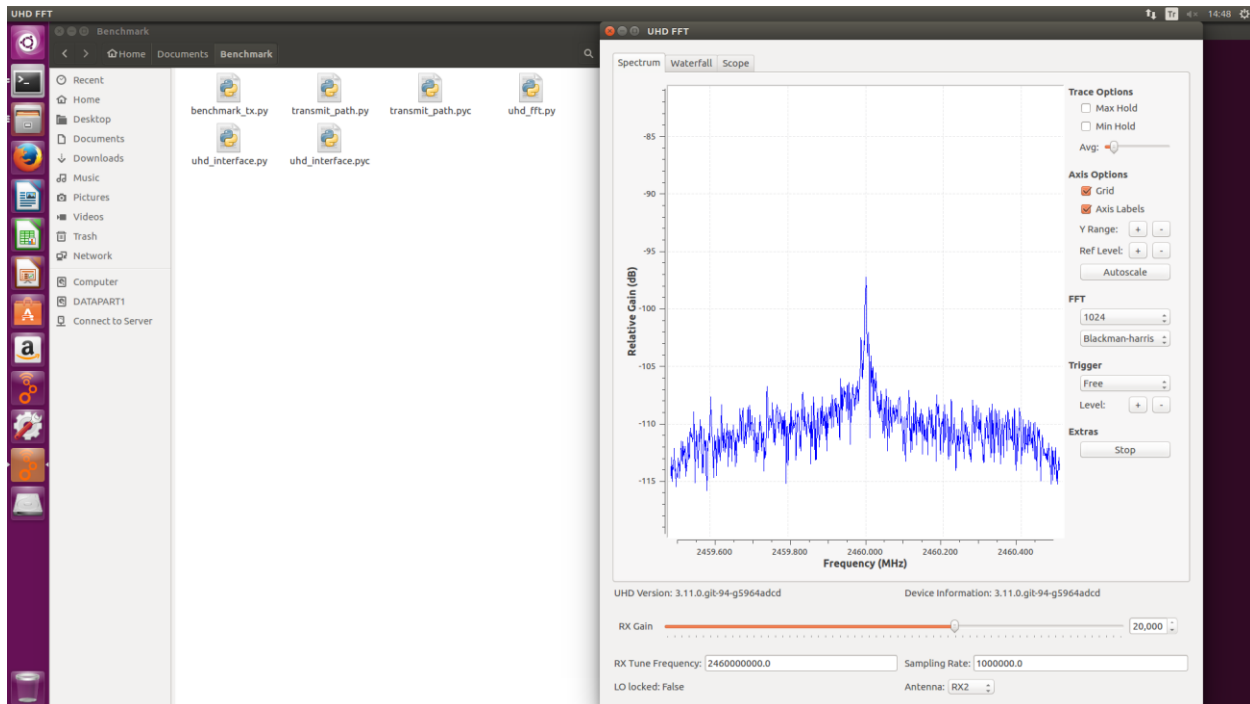 UHD FFT
Tr
14:48
Benchmark
Home Documents Benchmark
Recent
Home
Desktop
Documents
Downloads
Music
Pictures
Videos
Trash
Network
Computer
DATAPART1
Connect to Server
benchmark_tx.py transmit_path.py transmit_path.pyc uhd_fft.py
uhd_interface.py uhd_interface.pyc
UHD FFT
Spectrum Waterfall Scope
Relative Gain (dB)
-85
-90
-95
-100
-105
-110
-115
2459.600 2459.800 2460.000 2460.200 2460.400
Frequency (MHz)
Trace Options
Max Hold
Min Hold
Avg:
Axis Options
Grid
Axis Labels
Y Range: + -
Ref Level: + -
Autoscale
FFT
1024
Blackman-harris
Trigger
Free
Level: + -
Extras
Stop
UHD Version: 3.11.0.git-94-g5964adcd Device Information: 3.11.0.git-94-g5964adcd
RX Gain 20,000
RX Tune Frequency: 2460000000.0 Sampling Rate: 1000000.0
LO locked: False Antenna: RX2